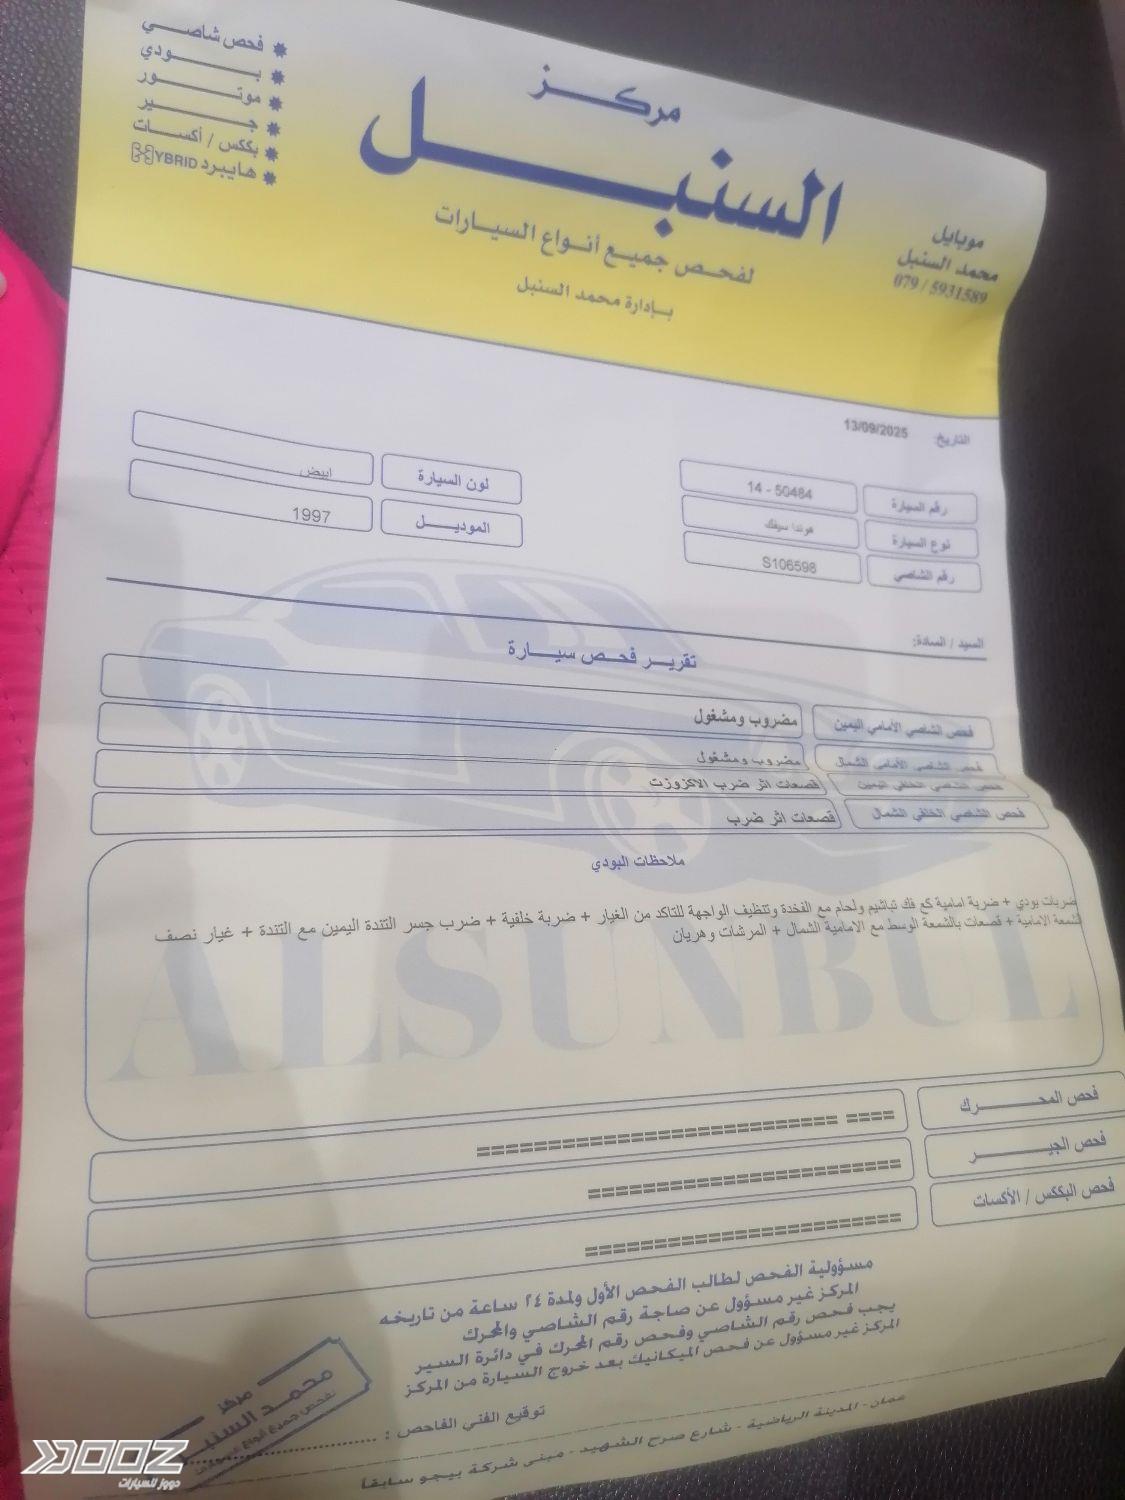 فحص شاصي
بودي
موتور
جير
بككس / أكسات
هايبرد HYBRID
مركز
السنبل
لفحص جميع أنواع السيارات
بإدارة محمد السنبل
موبايل
محمد السنبل
079 / 5931589
التاريخ: 13/09/2025
رقم السيارة 14 - 50484
نوع السيارة هوندا سيفك
رقم الشاصي S106598
لون السيارة ابيض
الموديل 1997
السيد / السادة:
تقرير فحص سيارة
فحص الشاصي الأمامي اليمين مضروب ومشغول
فحص الشاصي الأمامي الشمال مضروب ومشغول
فحص الشاصي الخلفي اليمين قصعات اثر ضرب الاكزوزت
فحص الشاصي الخلفي الشمال قصعات اثر ضرب
ملاحظات البودي
ضربات بودي + ضربة امامية كع فك تباشيم ولحام مع الفخدة وتنظيف الواجهة للتاكد من الغيار + ضربة خلفية + ضرب جسر التندة اليمين مع التندة + غيار نصف
شمعة الامامية + قصعات بالشمعة الوسط مع الامامية الشمال + المرشات وهريان
ALSUNBUL
فحص المحرك ==== =========================
فحص الجير ======================
فحص البككس / الأكسات ======================
مسؤولية الفحص لطالب الفحص الأول ولمدة ٢٤ ساعة من تاريخه
المركز غير مسؤول عن صاجة رقم الشاصي والمحرك
يجب فحص رقم الشاصي وفحص رقم المحرك في دائرة السير
المركز غير مسؤول عن فحص الميكانيك بعد خروج السيارة من المركز
توقيع الفني الفاحص :
مركز
محمد السنبل
لفحص جميع أنواع
عمان - المدينة الرياضية - شارع صرح الشهيد - مبنى شركة بيجو سابقاً
DOOZ
دووز للسيارات